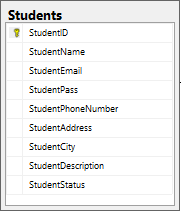 Students
StudentID
StudentName
StudentEmail
StudentPass
StudentPhoneNumber
StudentAddress
StudentCity
StudentDescription
StudentStatus